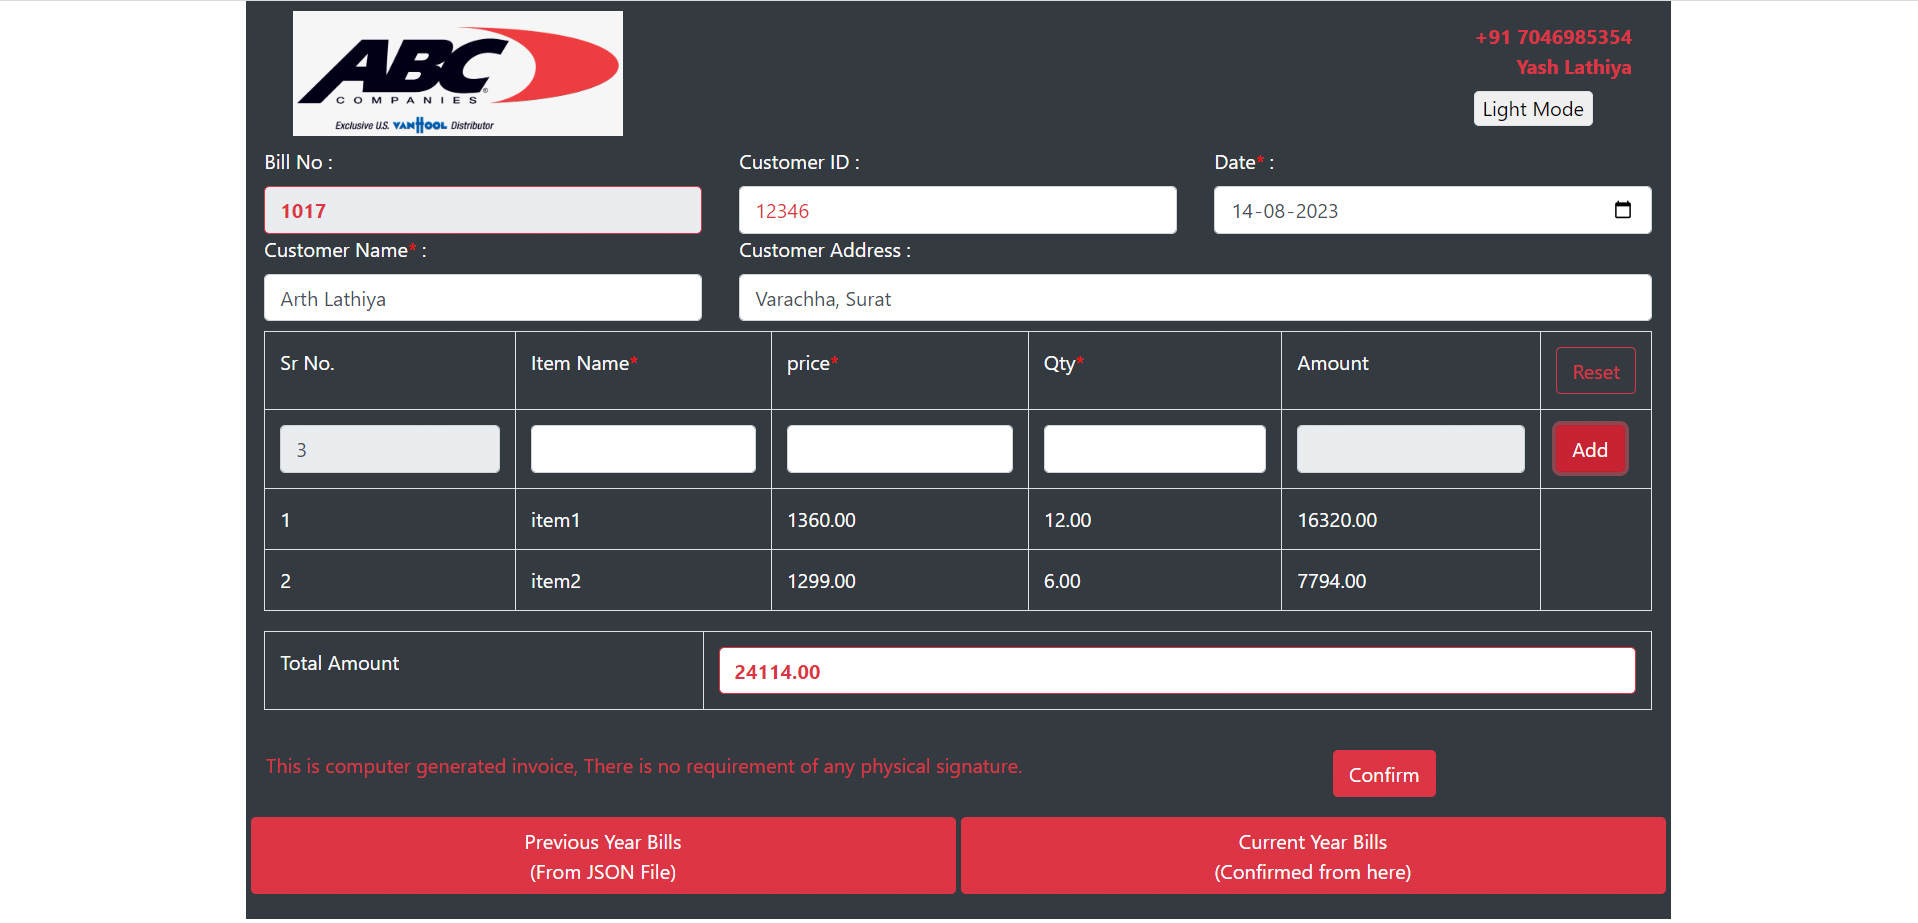 ABC
COMPANIES
Exclusive U.S. VANHOOL Distributor
+91 7046985354
Yash Lathiya
Light Mode
Bill No :
Customer ID :
Date* :
1017
12346
14-08-2023
Customer Name* :
Customer Address :
Arth Lathiya
Varachha, Surat
Sr No. Item Name* price* Qty* Amount Reset
3 Add
1 item1 1360.00 12.00 16320.00
2 item2 1299.00 6.00 7794.00
Total Amount 24114.00
This is computer generated invoice, There is no requirement of any physical signature.
Confirm
Previous Year Bills
(From JSON File)
Current Year Bills
(Confirmed from here)